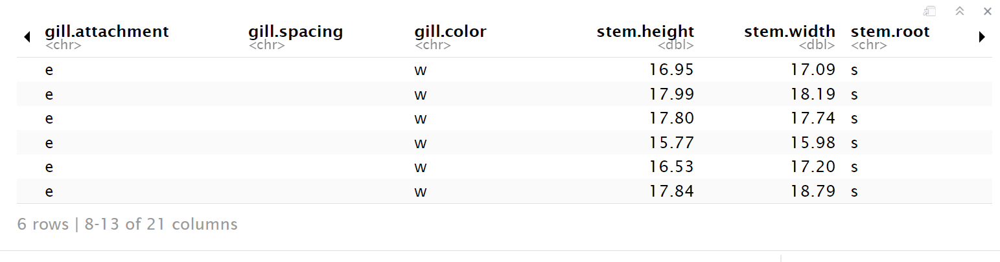 gill.attachment gill.spacing gill.color stem.height stem.width stem.root
<chr> <chr> <chr> <dbl> <dbl> <chr>
e w 16.95 17.09 s
e w 17.99 18.19 s
e w 17.80 17.74 s
e w 15.77 15.98 s
e w 16.53 17.20 s
e w 17.84 18.79 s
6 rows | 8-13 of 21 columns